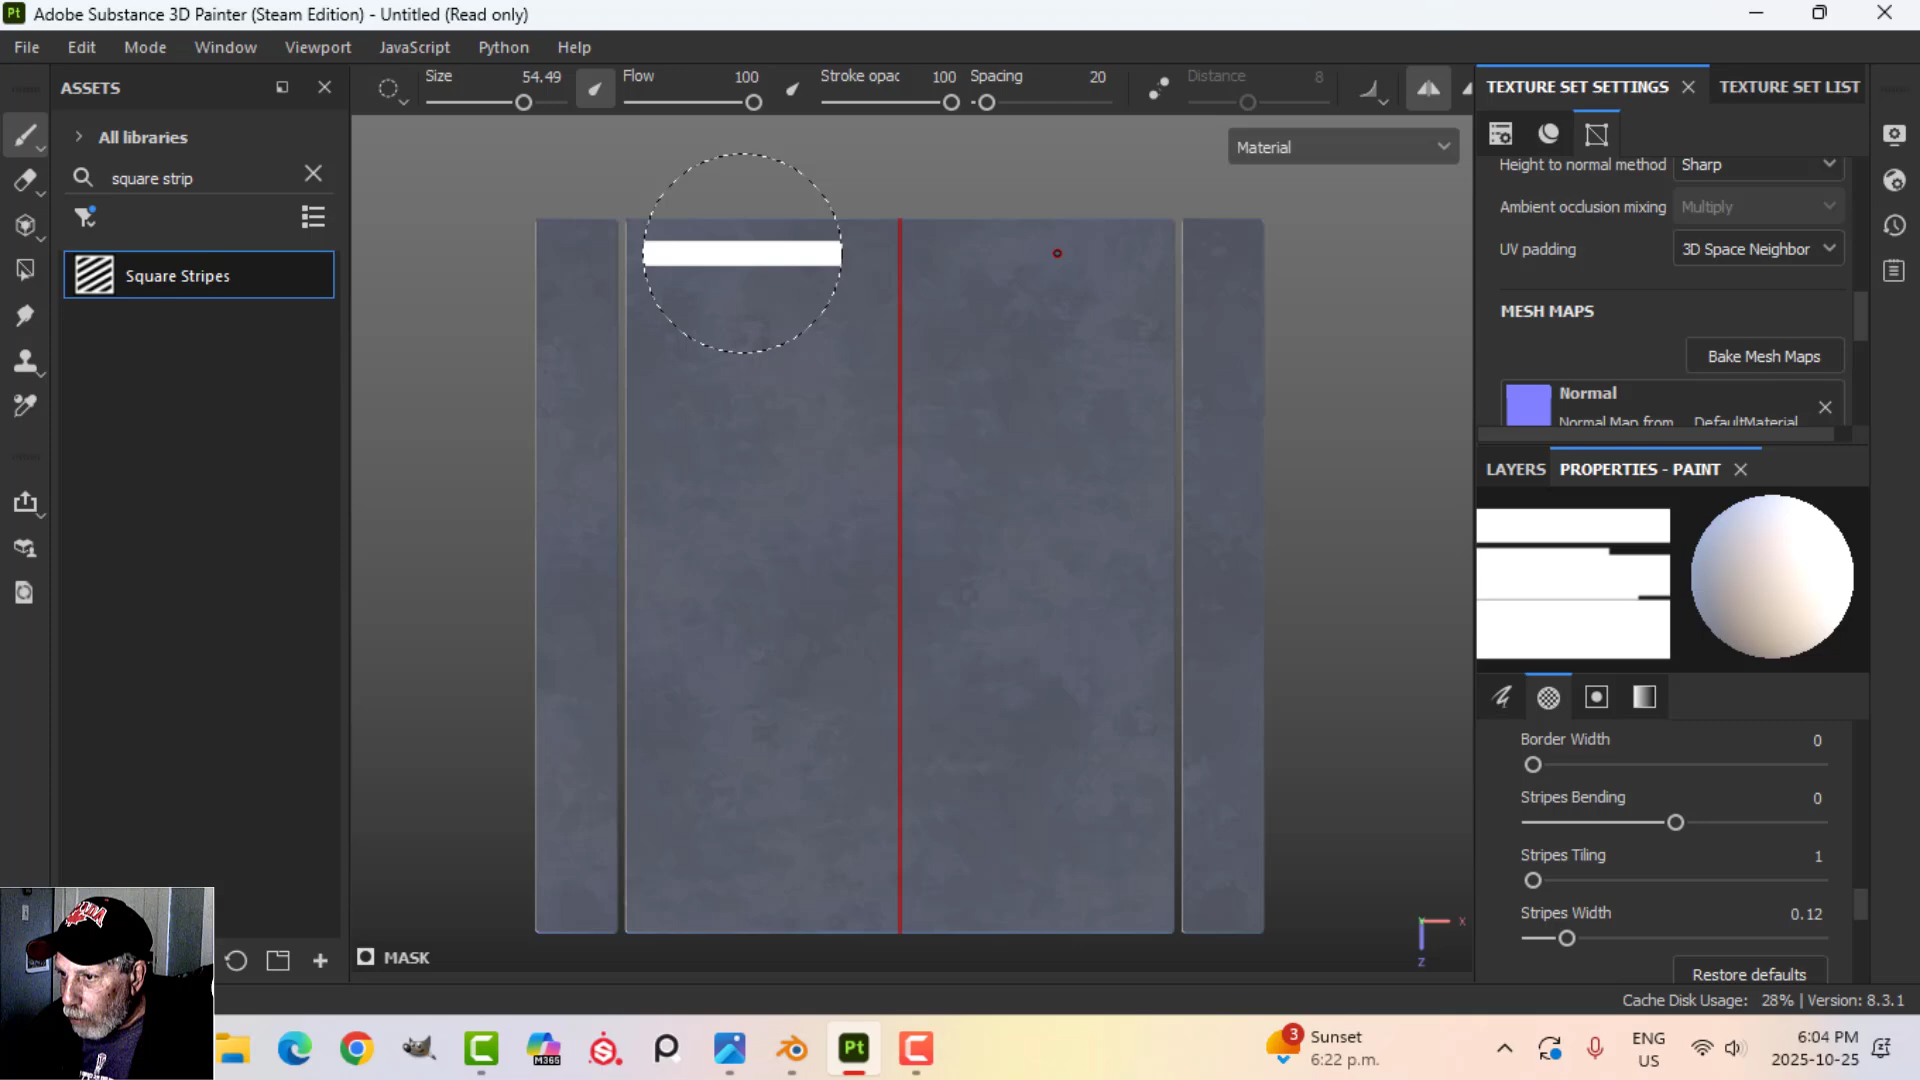 Adobe Substance 3D Painter (Steam Edition) - Untitled (Read only)
File Edit Mode Window Viewport JavaScript Python Help
ASSETS
All libraries
square strip
Square Stripes
Size 54.49 Flow 100 Stroke opac 100 Spacing 20 Distance 8
Material
MASK
X
Z
TEXTURE SET SETTINGS TEXTURE SET LIST
Height to normal method Sharp
Ambient occlusion mixing Multiply
UV padding 3D Space Neighbor
MESH MAPS
Bake Mesh Maps
Normal
Normal Map from DefaultMaterial
LAYERS PROPERTIES - PAINT
Border Width 0
Stripes Bending 0
Stripes Tiling 1
Stripes Width 0.12
Restore defaults
Cache Disk Usage: 28% | Version: 8.3.1
M365
Pt
3
Sunset
6:22 p.m.
ENG
US
6:04 PM
2025-10-25